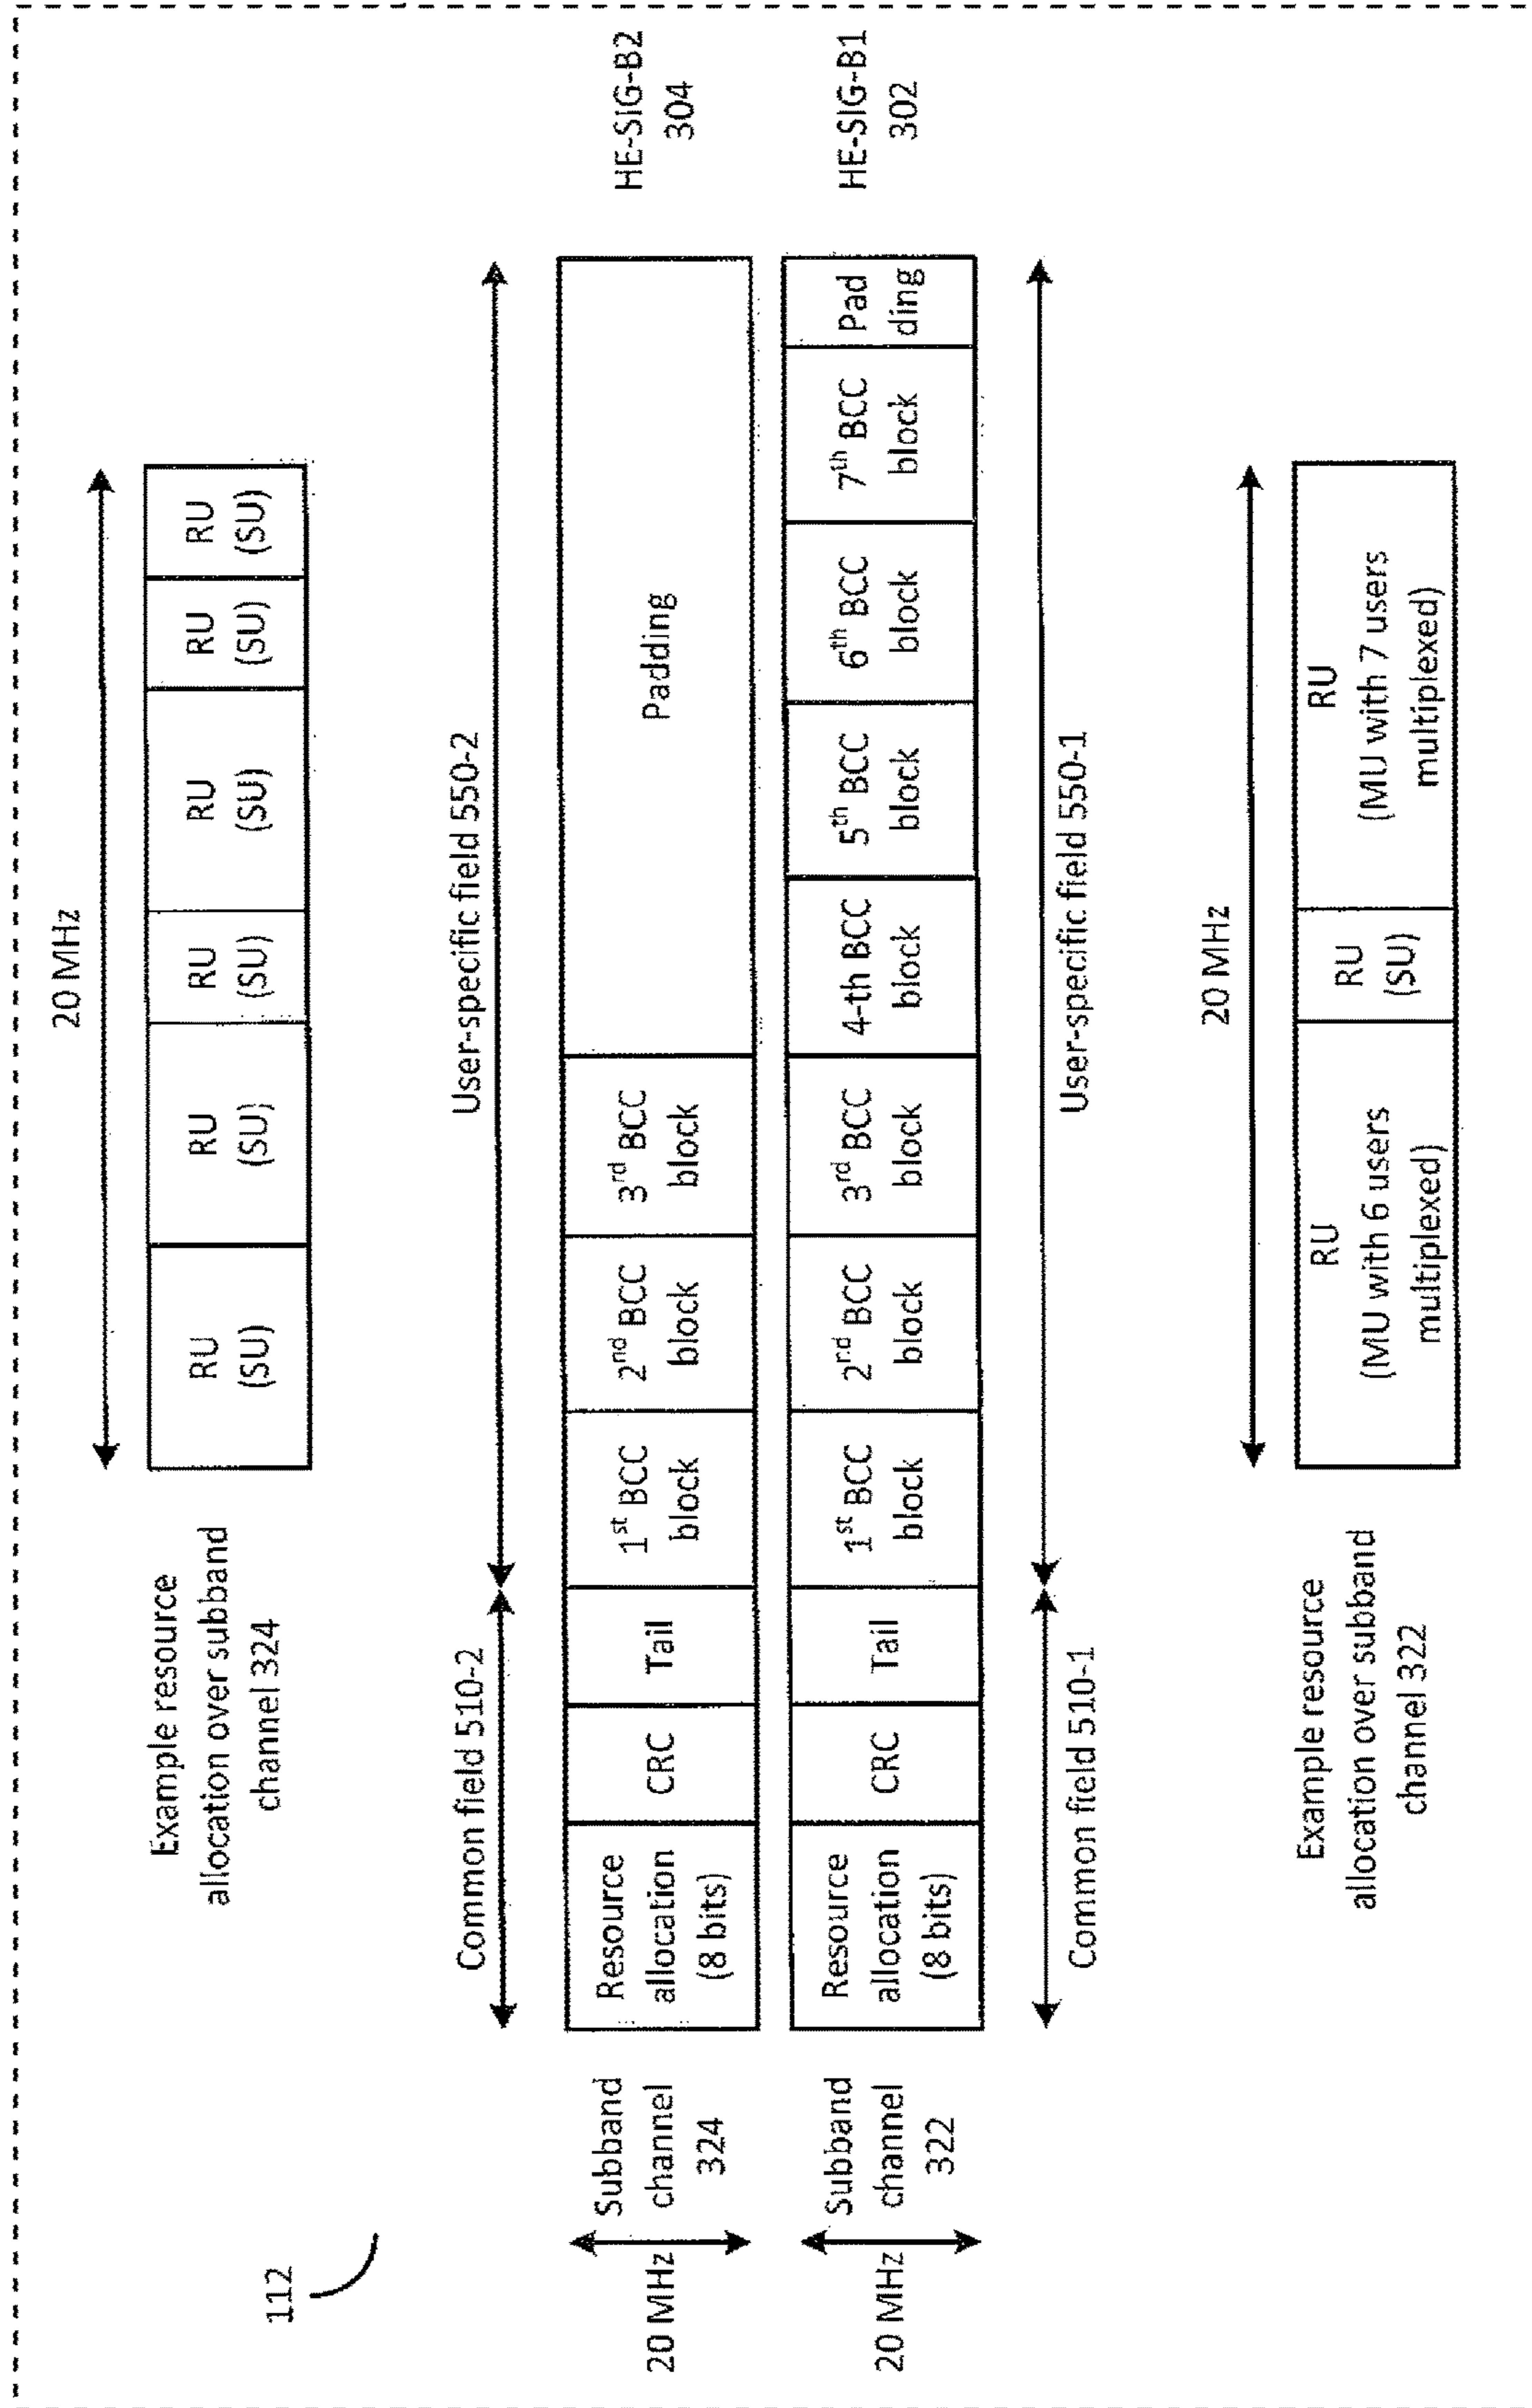 112
Example resource
allocation over subband
channel 324
20 MHz
RU
(SU)
RU
(SU)
RU
(SU)
RU
(SU)
RU
(SU)
RU
(SU)
Common field 510-2
User-specific field 550-2
20 MHz
Subband
channel
324
Resource
allocation
(8 bits)
CRC
Tail
1st BCC
block
2nd BCC
block
3rd BCC
block
Padding
HE-SIG-B2
304
20 MHz
Subband
channel
322
Resource
allocation
(8 bits)
CRC
Tail
1st BCC
block
2nd BCC
block
3rd BCC
block
4-th BCC
block
5th BCC
block
6th BCC
block
7th BCC
block
Pad
ding
HE-SIG-B1
302
Common field 510-1
User-specific field 550-1
Example resource
allocation over subband
channel 322
20 MHz
RU
(MU with 6 users
multiplexed)
RU
(SU)
RU
(MU with 7 users
multiplexed)